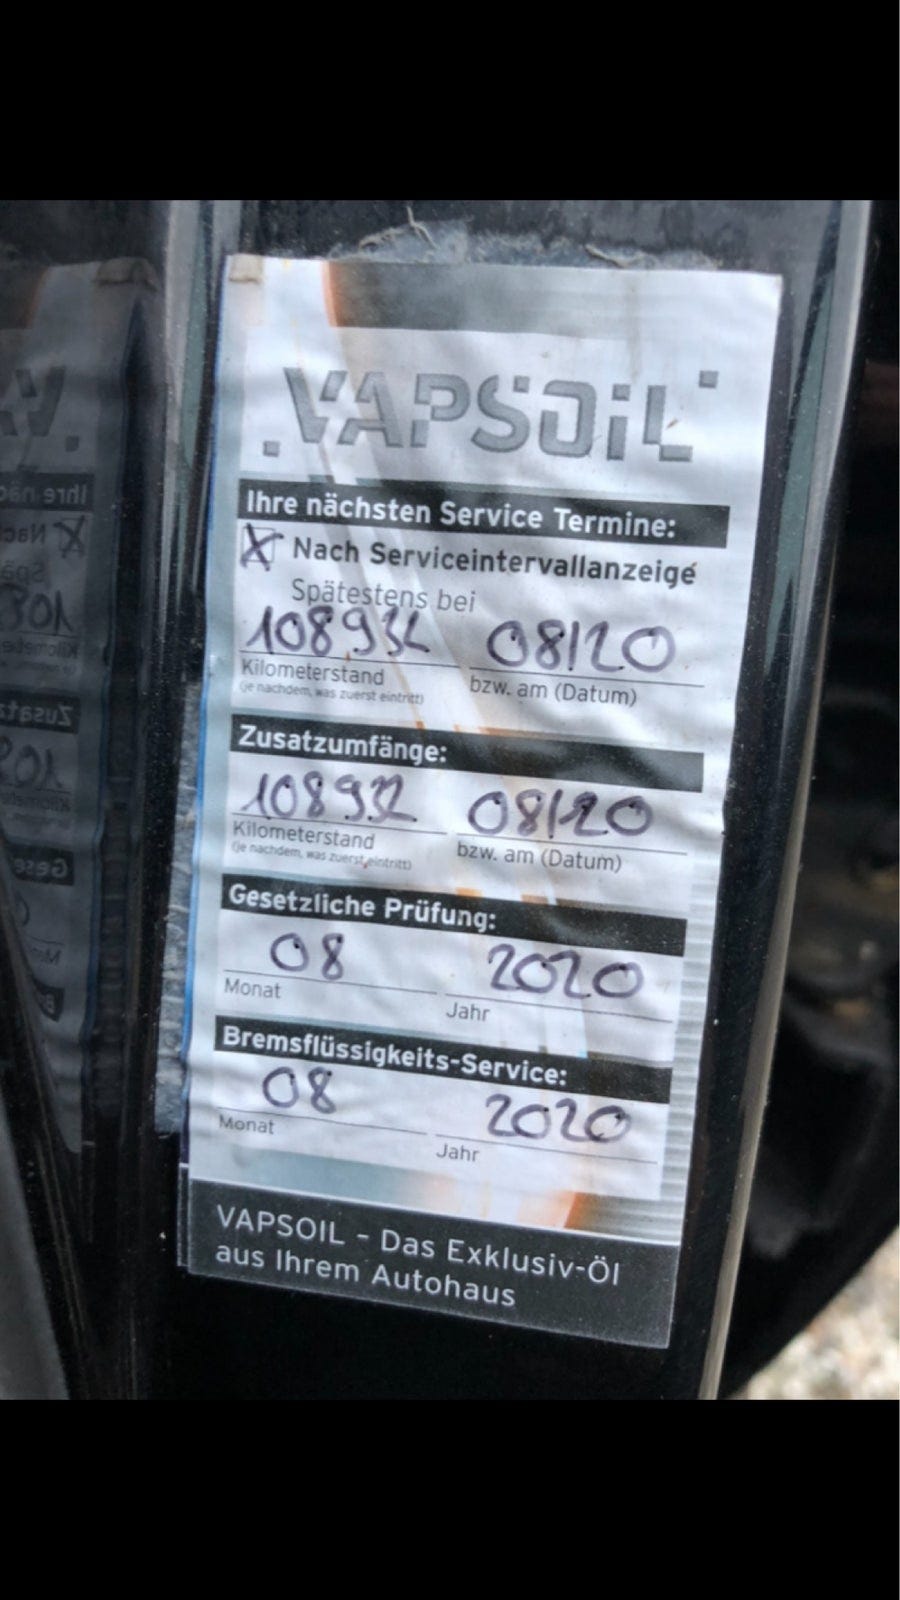 VAPSOiL
Ihre nächsten Service Termine:
X Nach Serviceintervallanzeige
Spätestens bei
108932 08/20
Kilometerstand bzw. am (Datum)
(je nachdem, was zuerst eintritt)
Zusatzumfänge:
108932 08/20
Kilometerstand bzw. am (Datum)
(je nachdem, was zuerst eintritt)
Gesetzliche Prüfung:
08 2020
Monat Jahr
Bremsflüssigkeits-Service:
08 2020
Monat Jahr
VAPSOIL - Das Exklusiv-Öl
aus Ihrem Autohaus